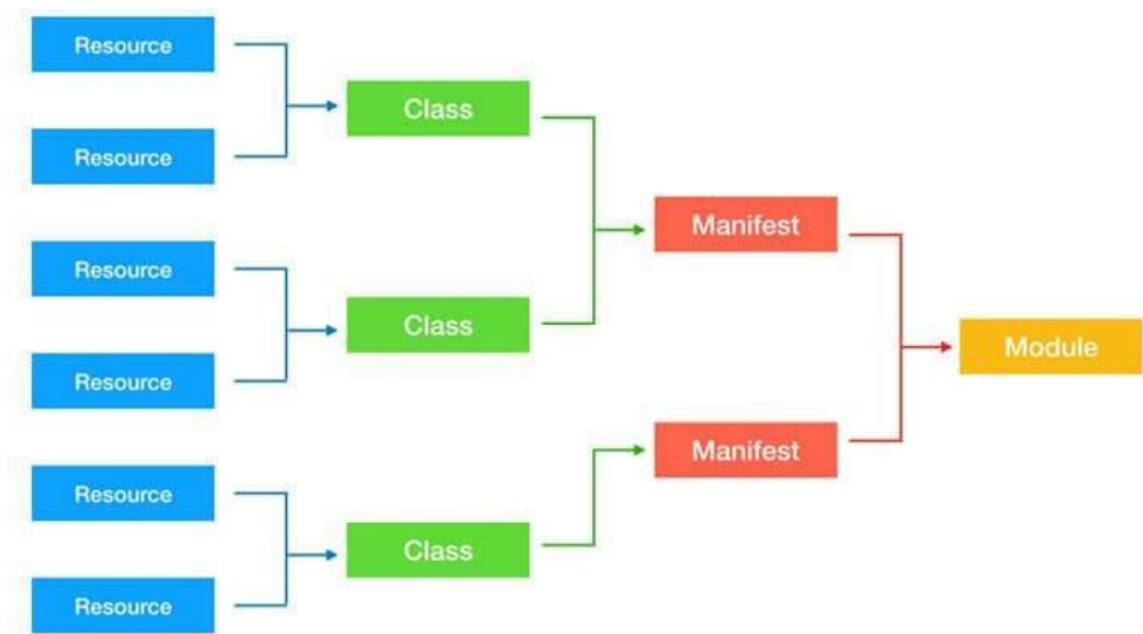 Resource
Resource
Resource
Resource
Resource
Resource
Class
Class
Class
Manifest
Manifest
Module